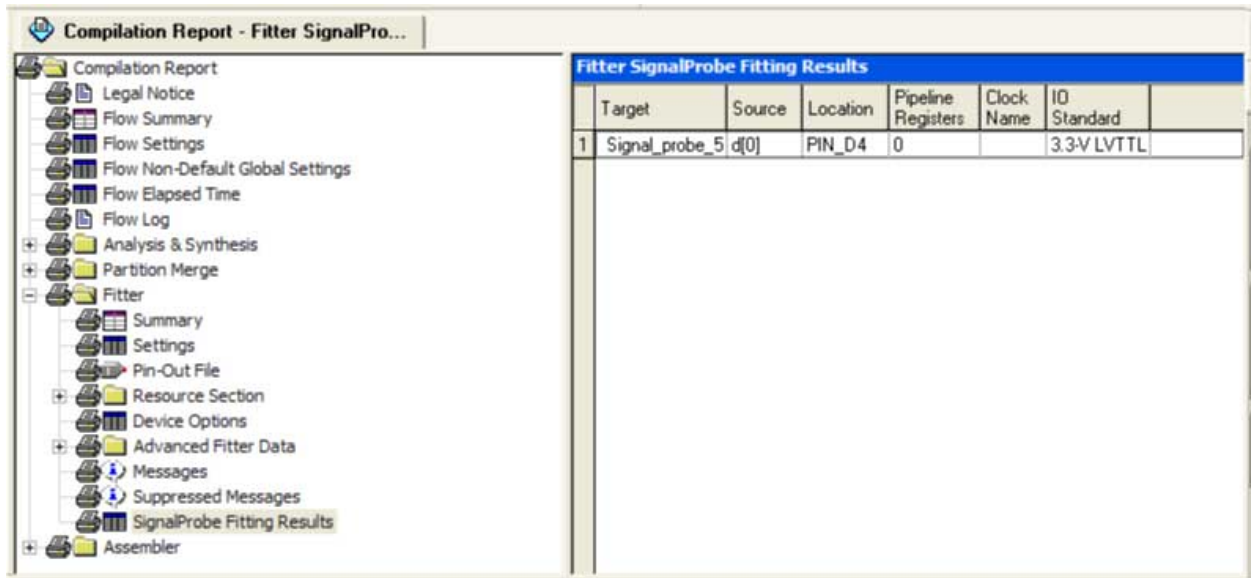 Compilation Report - Fitter SignalPro...
Compilation Report
Legal Notice
Flow Summary
Flow Settings
Flow Non-Default Global Settings
Flow Elapsed Time
Flow Log
Analysis & Synthesis
Partition Merge
Fitter
Summary
Settings
Pin-Out File
Resource Section
Device Options
Advanced Fitter Data
Messages
Suppressed Messages
SignalProbe Fitting Results
Assembler
Fitter SignalProbe Fitting Results
Target Source Location Pipeline Registers Clock Name IO Standard
1 Signal_probe_5 d[0] PIN_D4 0 3.3-V LVTTL